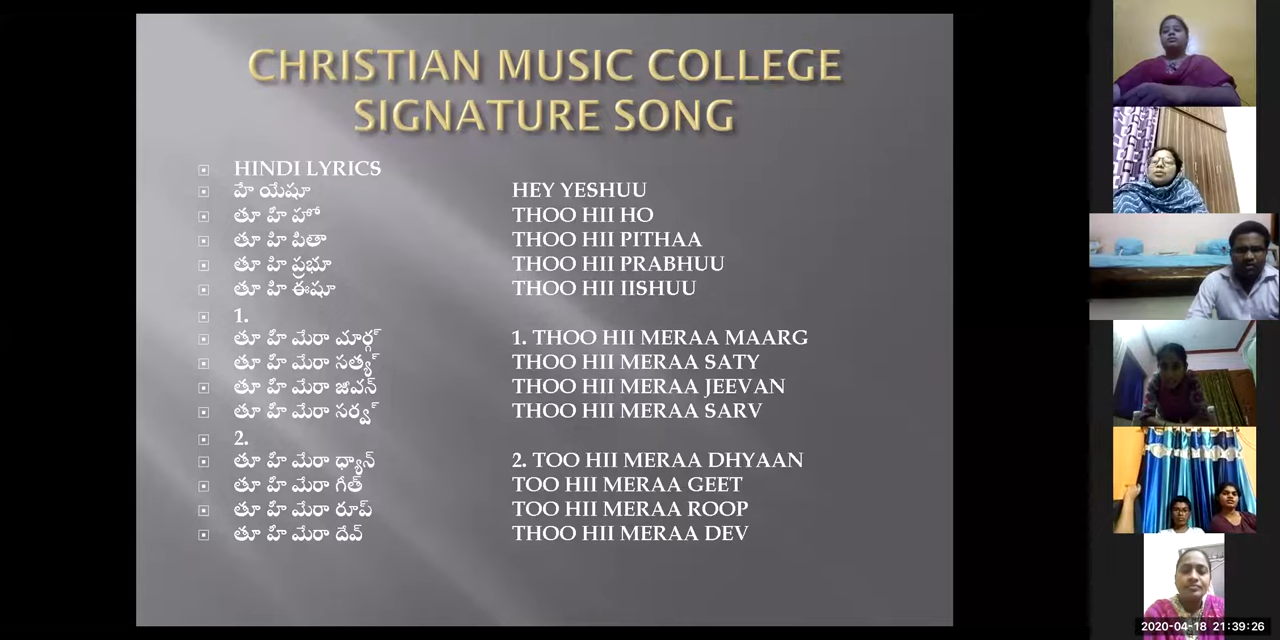 CHRISTIAN MUSIC COLLEGE
SIGNATURE SONG
HINDI LYRICS
హే యేషూ HEY YESHUU
తూ హి హో THOO HII HO
తూ హి పితా THOO HII PITHAA
తూ హి ప్రభూ THOO HII PRABHUU
తూ హి ఈషూ THOO HII IISHUU
1.
తూ హి మేరా మార్గ్ 1. THOO HII MERAA MAARG
తూ హి మేరా సత్య్ THOO HII MERAA SATY
తూ హి మేరా జీవన్ THOO HII MERAA JEEVAN
తూ హి మేరా సర్వ్ THOO HII MERAA SARV
2.
తూ హి మేరా ధ్యాన్ 2. TOO HII MERAA DHYAAN
తూ హి మేరా గీత్ TOO HII MERAA GEET
తూ హి మేరా రూప్ TOO HII MERAA ROOP
తూ హి మేరా దేవ్ THOO HII MERAA DEV
2020-04-18 21:39:26